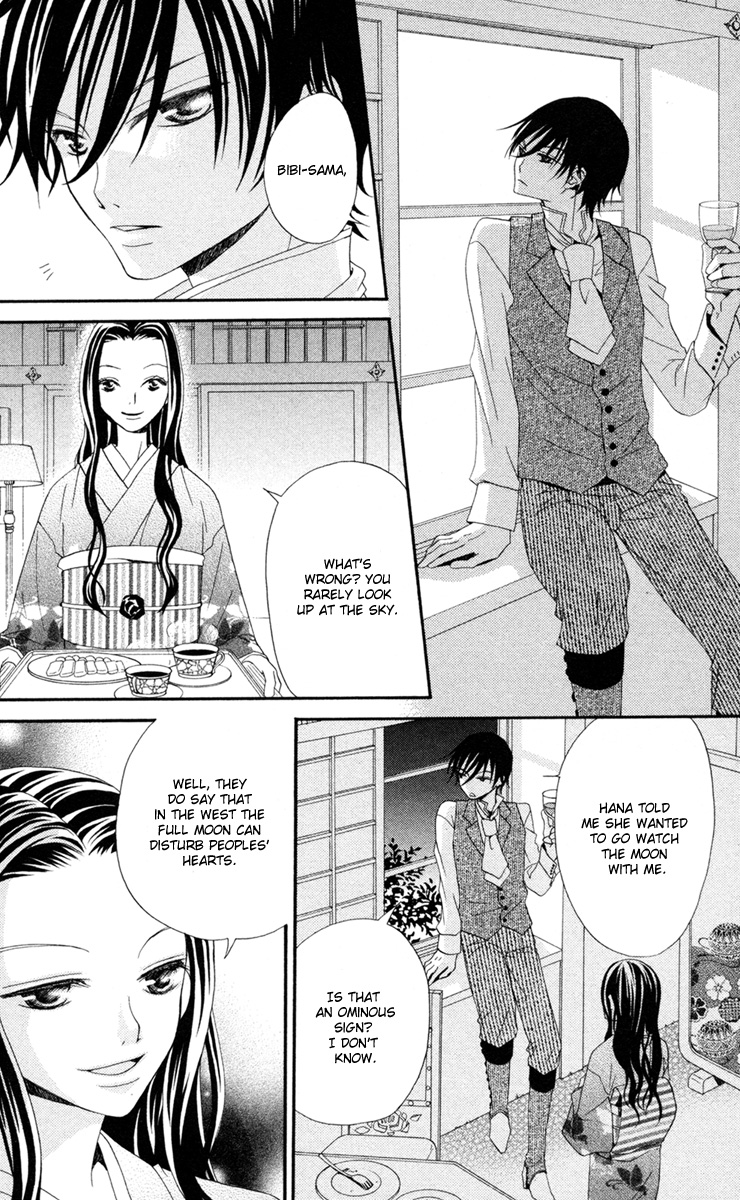 BIBI-SAMA,
WHAT'S
WRONG? YOU
RARELY LOOK
UP AT THE SKY.
HANA TOLD
ME SHE WANTED
TO GO WATCH
THE MOON
WITH ME.
IS THAT
AN OMINOUS
SIGN?
I DON'T
KNOW.
WELL, THEY
DO SAY THAT
IN THE WEST THE
FULL MOON CAN
DISTURB PEOPLES'
HEARTS.